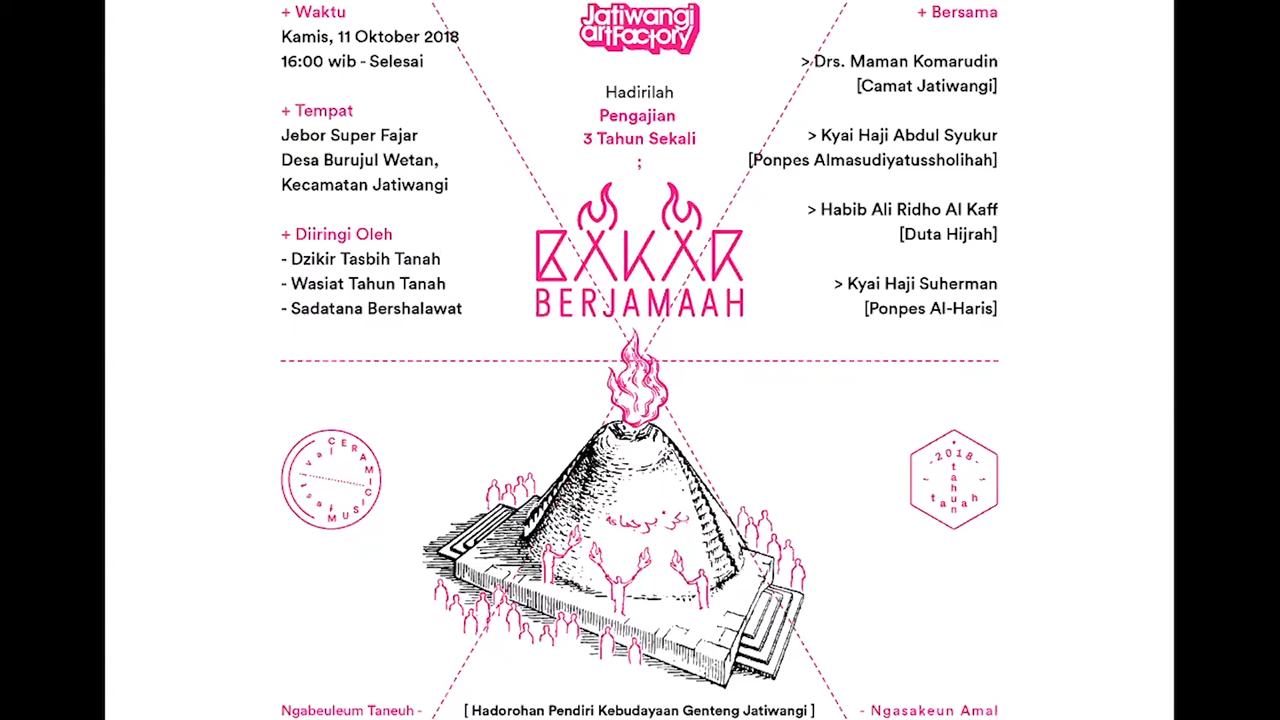 + Waktu
Kamis, 11 Oktober 2018
16:00 wib - Selesai
+ Tempat
Jebor Super Fajar
Desa Burujul Wetan,
Kecamatan Jatiwangi
+ Diiringi Oleh
- Dzikir Tasbih Tanah
- Wasiat Tahun Tanah
- Sadatana Bershalawat
Jatiwangi
artFactory
Hadirilah
Pengajian
3 Tahun Sekali
;
BAKAR
BERJAMAAH
+ Bersama
> Drs. Maman Komarudin
[Camat Jatiwangi]
> Kyai Haji Abdul Syukur
[Ponpes Almasudiyatussholihah]
> Habib Ali Ridho Al Kaff
[Duta Hijrah]
> Kyai Haji Suherman
[Ponpes Al-Haris]
CERAMIC
MUSIC
festival
-2018-
tahun
tanah
Ngabeuleum Taneuh -
[ Hadorohan Pendiri Kebudayaan Genteng Jatiwangi ]
- Ngasakeun Amal